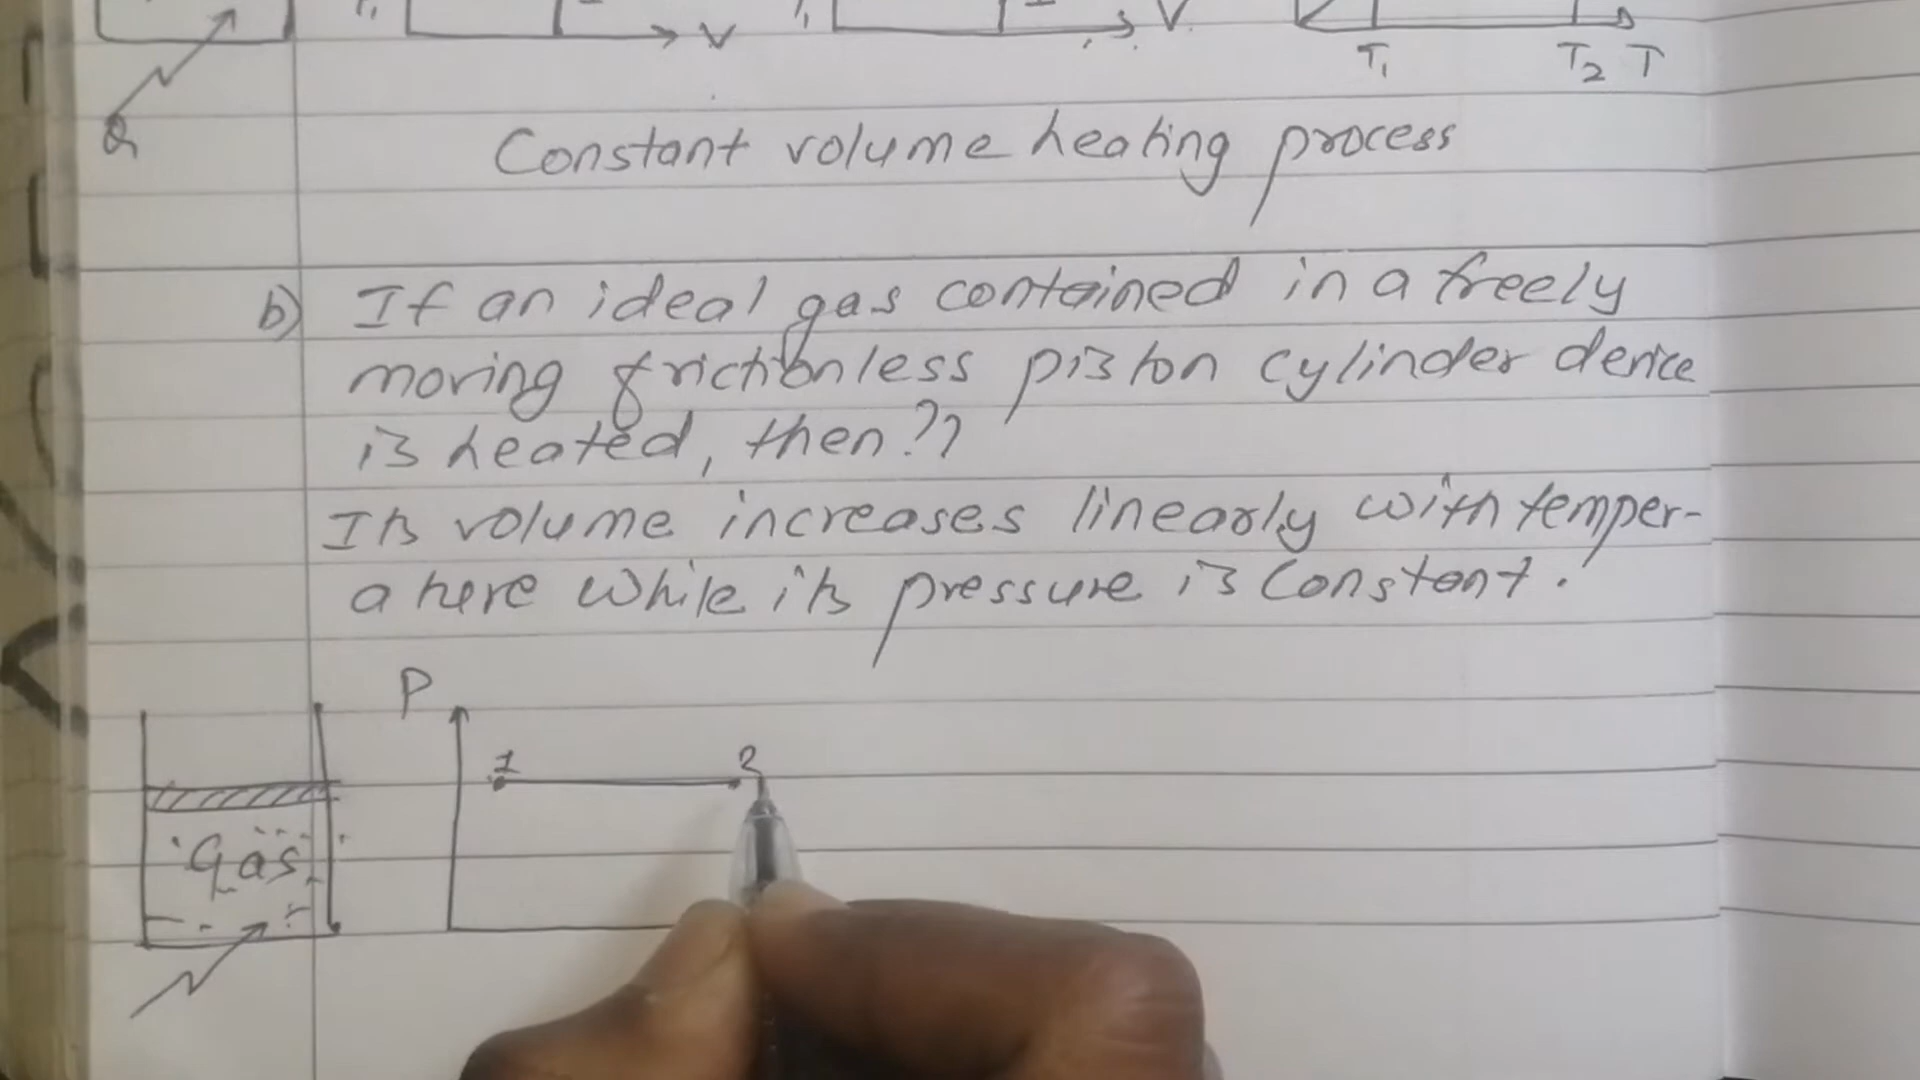 V
V
T₁ T₂ T
Q
Constant volume heating process
b) If an ideal gas contained in a freely
moving frictionless piston cylinder device
is heated, then??
Its volume increases linearly with temper-
ature while its pressure is constant.
P
1 2
Gas